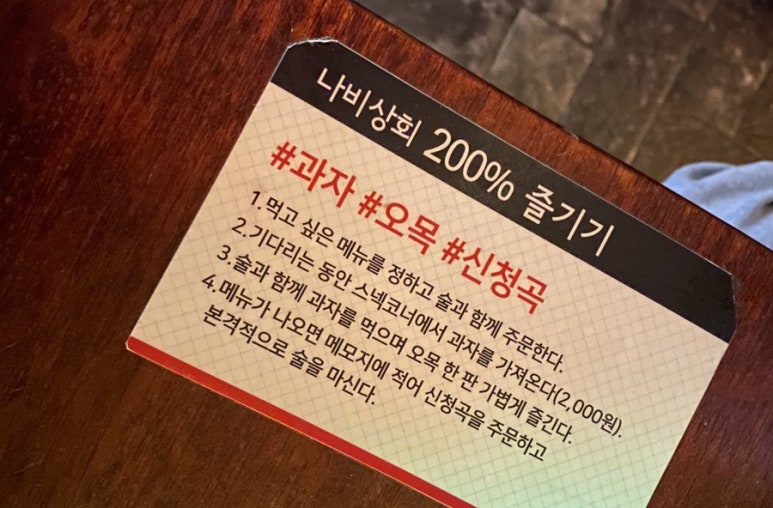 나비상회 200% 즐기기
#과자 #오목 #신청곡
1. 먹고 싶은 메뉴를 정하고 술과 함께 주문한다.
2. 기다리는 동안 스넥코너에서 과자를 가져온다(2,000원).
3. 술과 함께 과자를 먹으며 오목 한 판 가볍게 즐긴다.
4. 메뉴가 나오면 메모지에 적어 신청곡을 주문하고
본격적으로 술을 마신다.